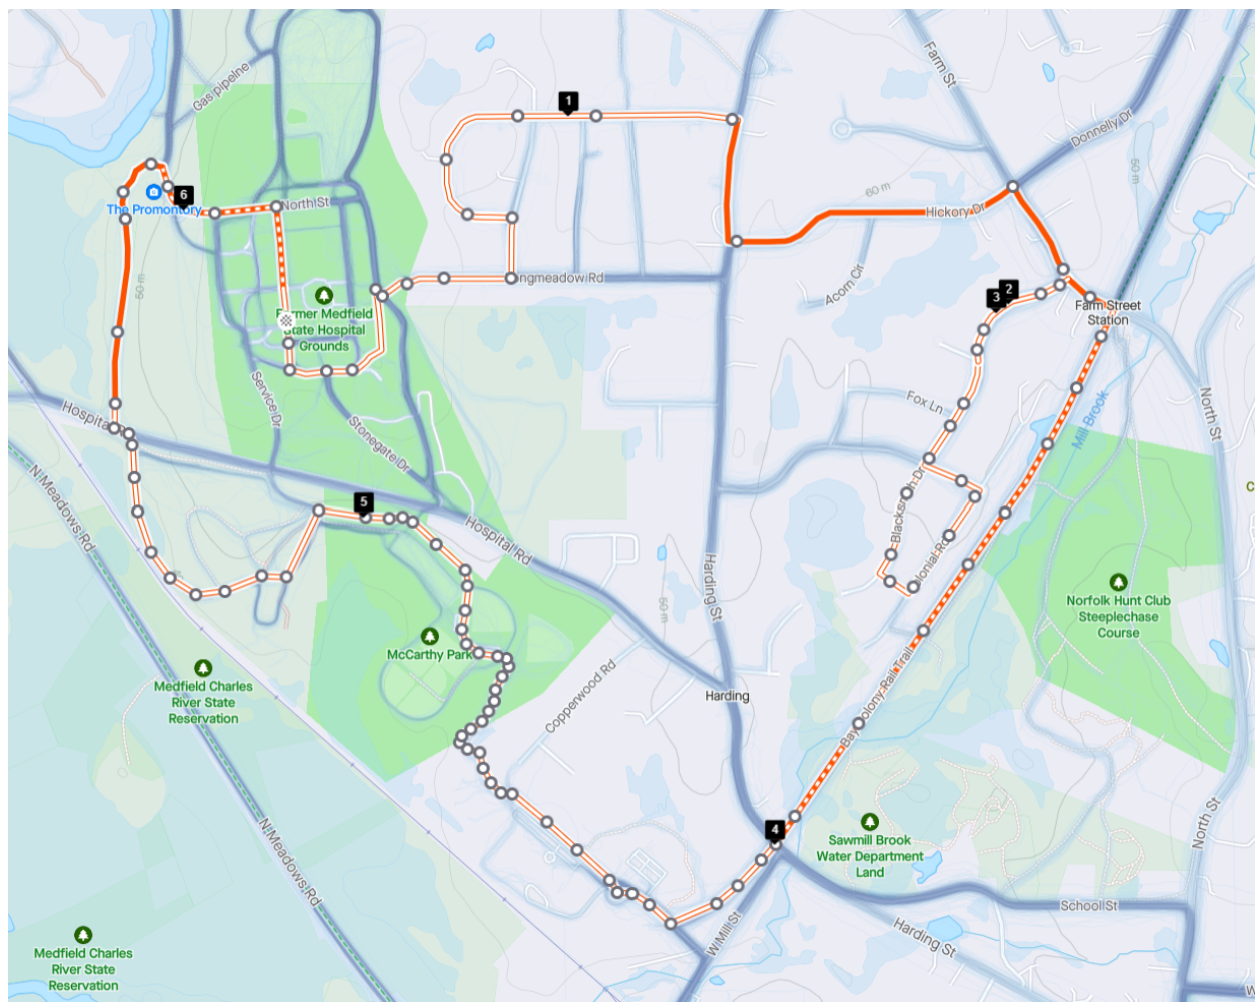 Farm St
Gas pipelne
1
Donnelly Dr
50 m
60 m
6
The Promontory
North St
Hickory Dr
60 m
ngmeadow Rd
Acorn Cir
2
3
Former Medfield
State Hospital
Grounds
Farm Street
Station
Service Dr
Stonegate Dr
Fox Ln
Mill Brook
North St
Hospital
N Meadows Rd
Blacksmith Dr
5
Hospital Rd
Harding St
olonial Rd
Norfolk Hunt Club
Steeplechase
Course
60 m
McCarthy Park
Medfield Charles
River State
Reservation
Copperwood Rd
Harding
Bay Colony Rail Trail
N Meadows Rd
4
Sawmill Brook
Water Department
Land
North St
School St
W Mill St
Harding St
Medfield Charles
River State
Reservation
W
C